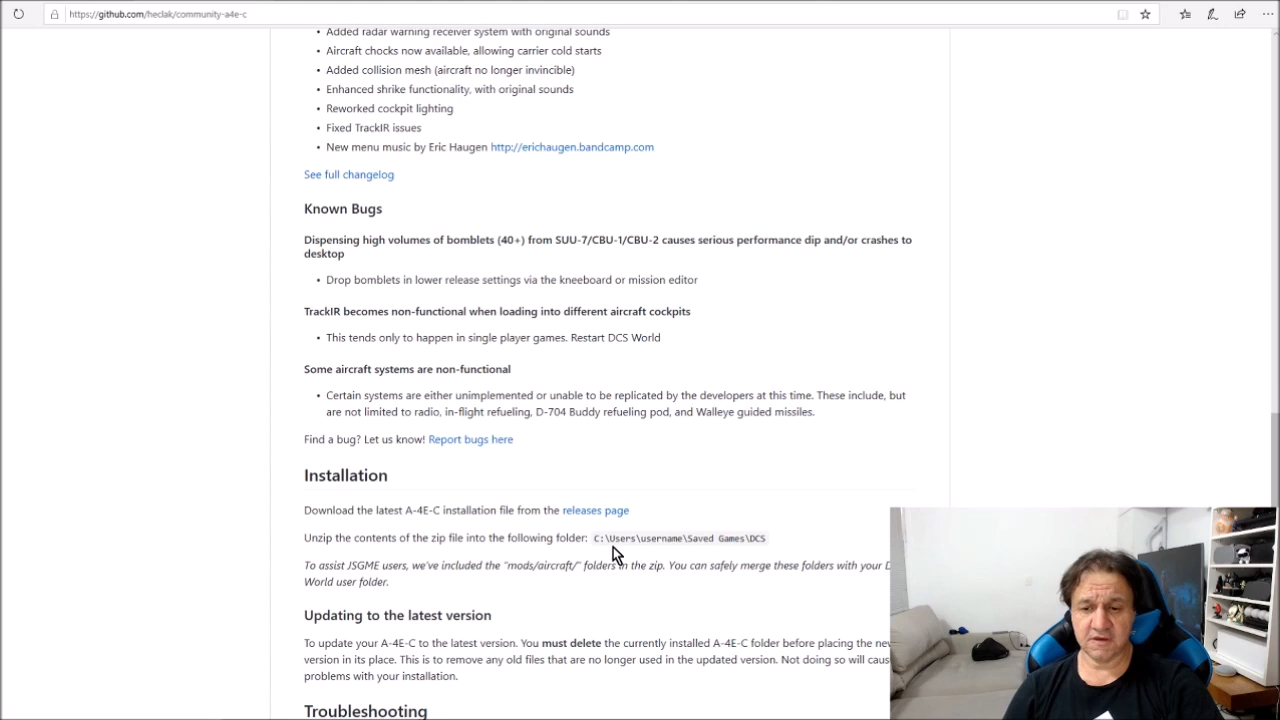 https://github.com/heclak/community-a4e-c
• Added radar warning receiver system with original sounds
• Aircraft chocks now available, allowing carrier cold starts
• Added collision mesh (aircraft no longer invincible)
• Enhanced shrike functionality, with original sounds
• Reworked cockpit lighting
• Fixed TrackIR issues
• New menu music by Eric Haugen http://erichaugen.bandcamp.com
See full changelog
Known Bugs
Dispensing high volumes of bomblets (40+) from SUU-7/CBU-1/CBU-2 causes serious performance dip and/or crashes to
desktop
• Drop bomblets in lower release settings via the kneeboard or mission editor
TrackIR becomes non-functional when loading into different aircraft cockpits
• This tends only to happen in single player games. Restart DCS World
Some aircraft systems are non-functional
• Certain systems are either unimplemented or unable to be replicated by the developers at this time. These include, but
are not limited to radio, in-flight refueling, D-704 Buddy refueling pod, and Walleye guided missiles.
Find a bug? Let us know! Report bugs here
Installation
Download the latest A-4E-C installation file from the releases page
Unzip the contents of the zip file into the following folder: C:\Users\username\Saved Games\DCS
To assist JSGME users, we've included the "mods/aircraft/" folders in the zip. You can safely merge these folders with your D
World user folder.
Updating to the latest version
To update your A-4E-C to the latest version. You must delete the currently installed A-4E-C folder before placing the new
version in its place. This is to remove any old files that are no longer used in the updated version. Not doing so will caus
problems with your installation.
Troubleshooting